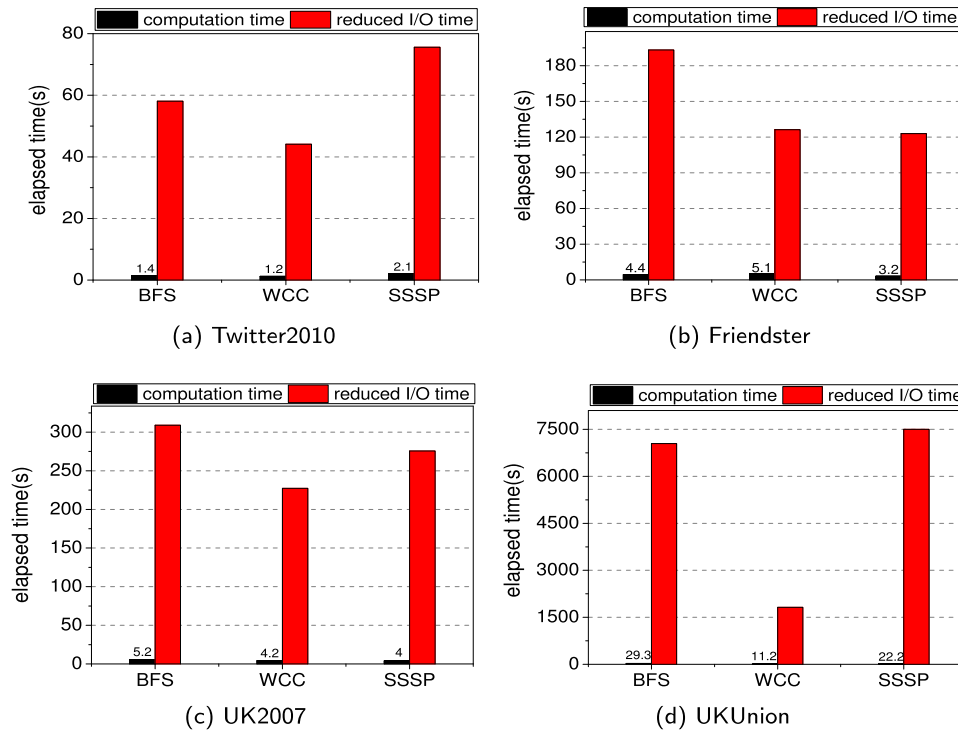 computation time reduced I/O time
80
60
40
20
0
elapsed time(s)
1.4
1.2
2.1
BFS WCC SSSP
(a) Twitter2010
computation time reduced I/O time
180
150
120
90
60
30
0
elapsed time(s)
4.4
5.1
3.2
BFS WCC SSSP
(b) Friendster
computation time reduced I/O time
300
250
200
150
100
50
0
elapsed time(s)
5.2
4.2
4
BFS WCC SSSP
(c) UK2007
computation time reduced I/O time
7500
6000
4500
3000
1500
0
elapsed time(s)
29.3
11.2
22.2
BFS WCC SSSP
(d) UKUnion